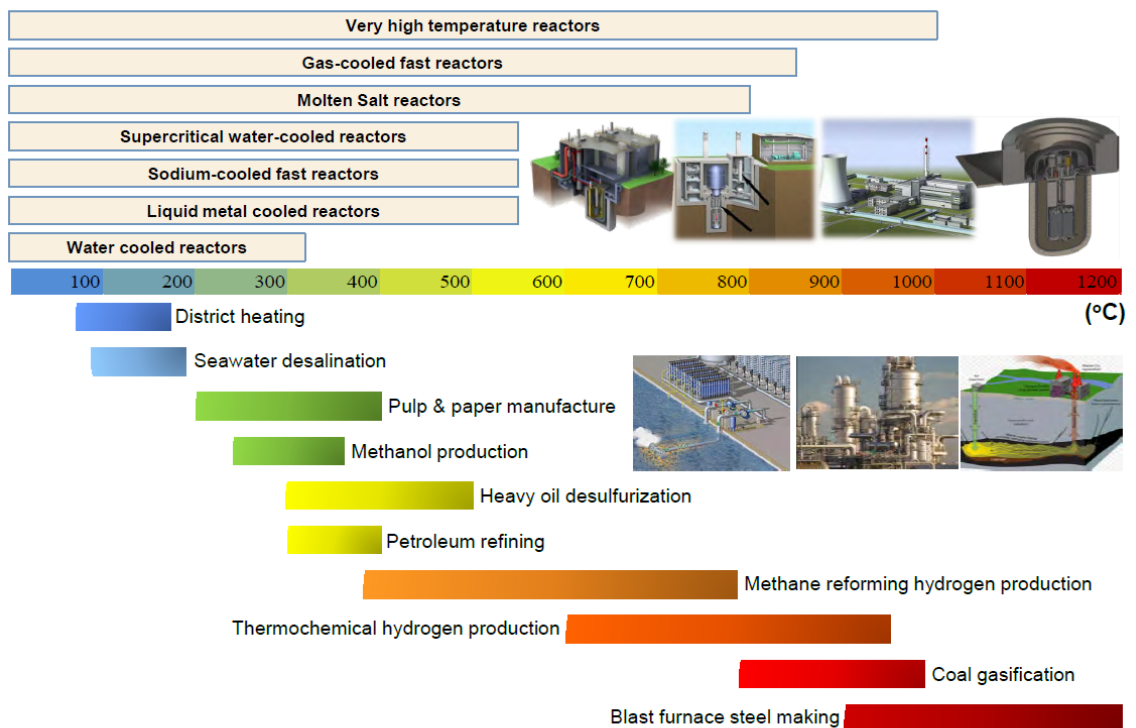 Very high temperature reactors
Gas-cooled fast reactors
Molten Salt reactors
Supercritical water-cooled reactors
Sodium-cooled fast reactors
Liquid metal cooled reactors
Water cooled reactors
100 200 300 400 500 600 700 800 900 1000 1100 1200
(°C)
District heating
Seawater desalination
Pulp & paper manufacture
Methanol production
Heavy oil desulfurization
Petroleum refining
Methane reforming hydrogen production
Thermochemical hydrogen production
Coal gasification
Blast furnace steel making